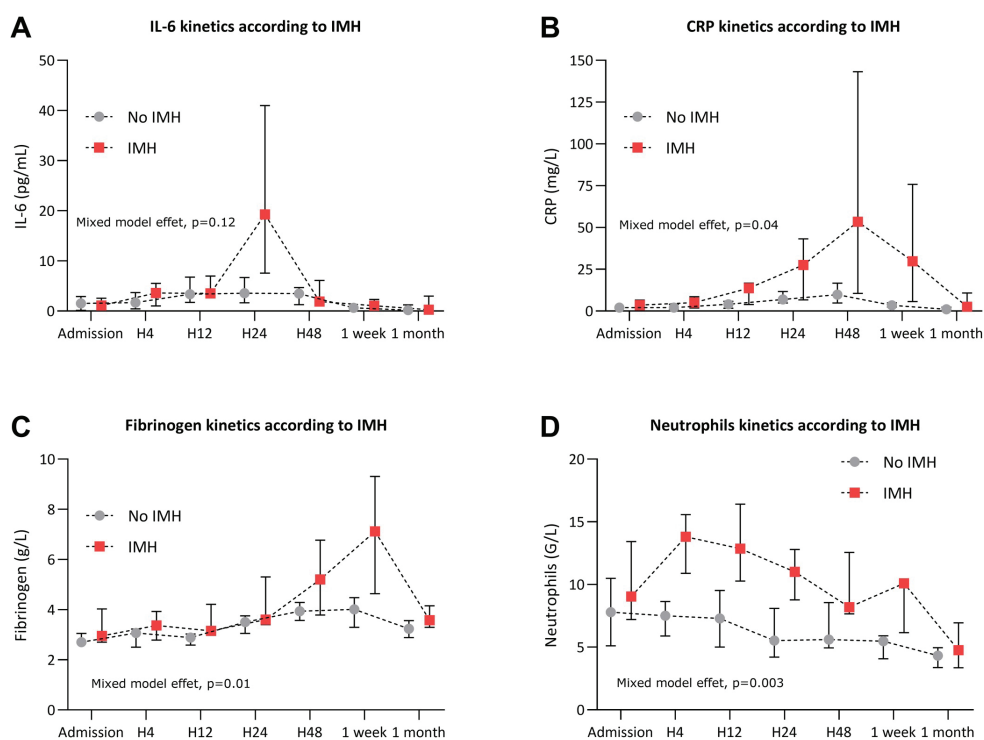 A
IL-6 kinetics according to IMH
50
40
30
20
10
0
IL-6 (pg/mL)
No IMH
IMH
Mixed model effet, p=0.12
Admission H4 H12 H24 H48 1 week 1 month
B
CRP kinetics according to IMH
150
125
100
75
50
25
0
CRP (mg/L)
No IMH
IMH
Mixed model effet, p=0.04
Admission H4 H12 H24 H48 1 week 1 month
C
Fibrinogen kinetics according to IMH
10
8
6
4
2
0
Fibrinogen (g/L)
No IMH
IMH
Mixed model effet, p=0.01
Admission H4 H12 H24 H48 1 week 1 month
D
Neutrophils kinetics according to IMH
20
15
10
5
0
Neutrophils (G/L)
No IMH
IMH
Mixed model effet, p=0.003
Admission H4 H12 H24 H48 1 week 1 month